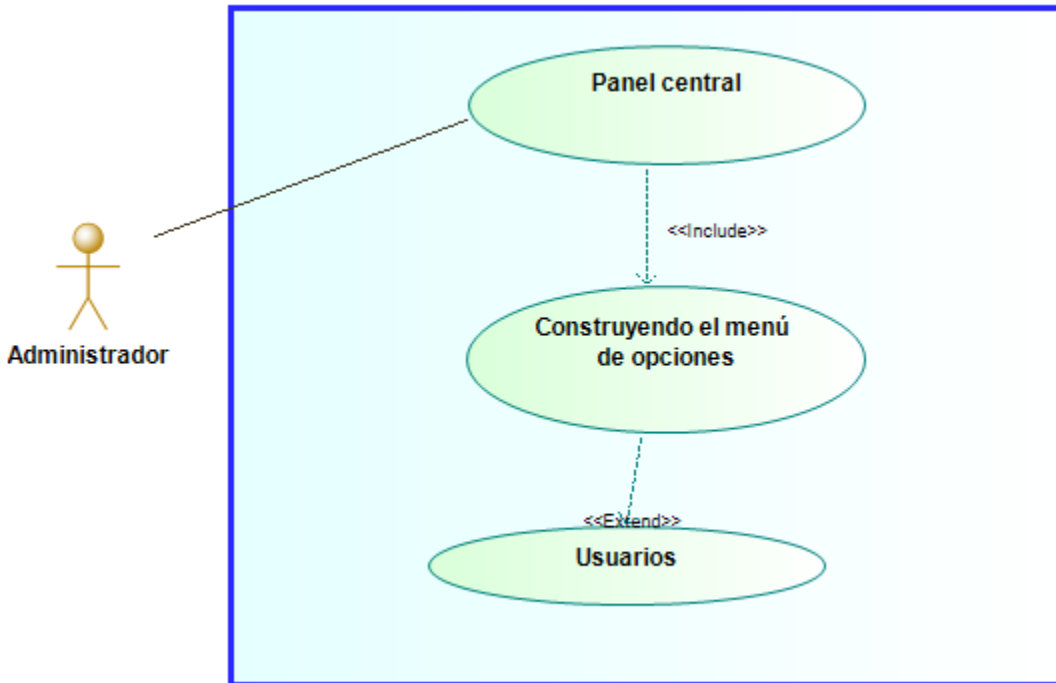 Panel central
<<Include>>
Administrador
Construyendo el menú
de opciones
<<Extend>>
Usuarios